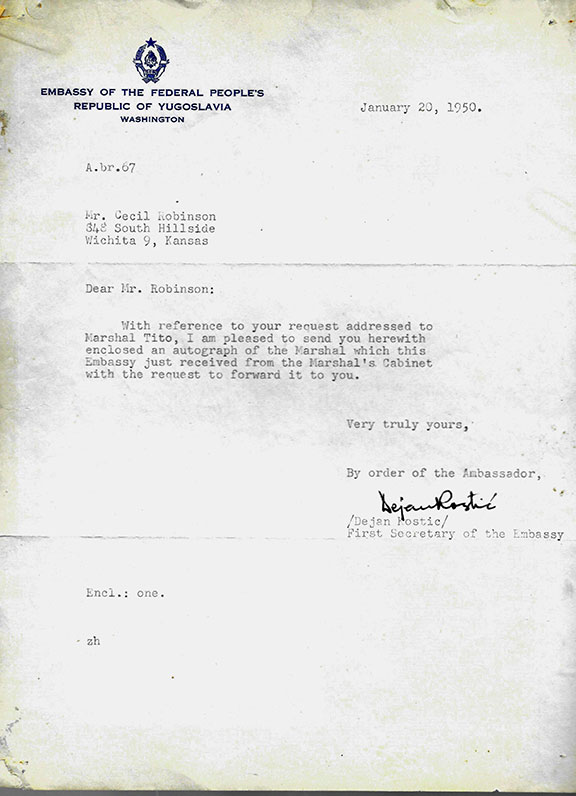 EMBASSY OF THE FEDERAL PEOPLE'S
REPUBLIC OF YUGOSLAVIA
WASHINGTON
January 20, 1950.
A.br.67
Mr. Cecil Robinson
348 South Hillside
Wichita 9, Kansas
Dear Mr. Robinson:
With reference to your request addressed to
Marshal Tito, I am pleased to send you herewith
enclosed an autograph of the Marshal which this
Embassy just received from the Marshal's Cabinet
with the request to forward it to you.
Very truly yours,
By order of the Ambassador,
Dejan Kostić
/Dejan Kostic/
First Secretary of the Embassy
Encl.: one.
zh